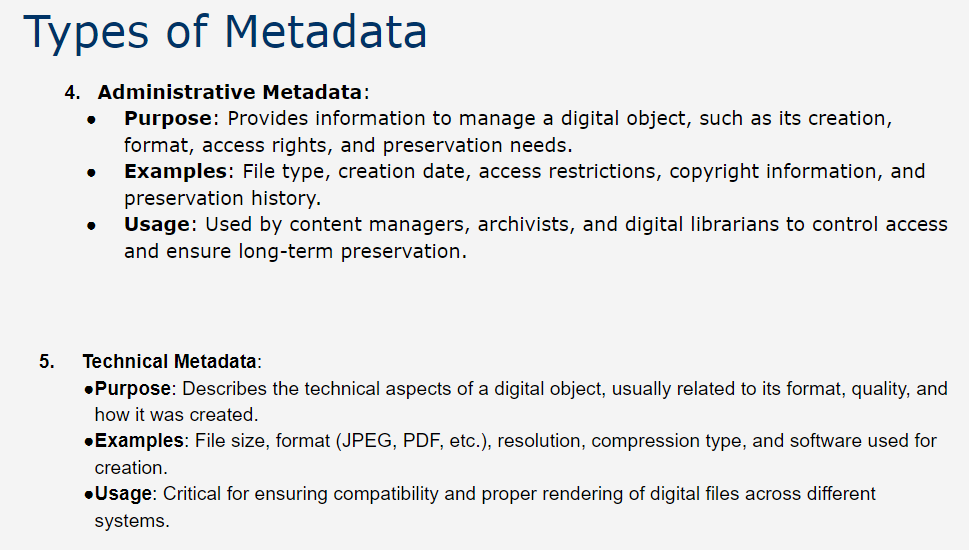 Types of Metadata
4. Administrative Metadata:
● Purpose: Provides information to manage a digital object, such as its creation,
format, access rights, and preservation needs.
● Examples: File type, creation date, access restrictions, copyright information, and
preservation history.
● Usage: Used by content managers, archivists, and digital librarians to control access
and ensure long-term preservation.
5. Technical Metadata:
●Purpose: Describes the technical aspects of a digital object, usually related to its format, quality, and
how it was created.
●Examples: File size, format (JPEG, PDF, etc.), resolution, compression type, and software used for
creation.
●Usage: Critical for ensuring compatibility and proper rendering of digital files across different
systems.